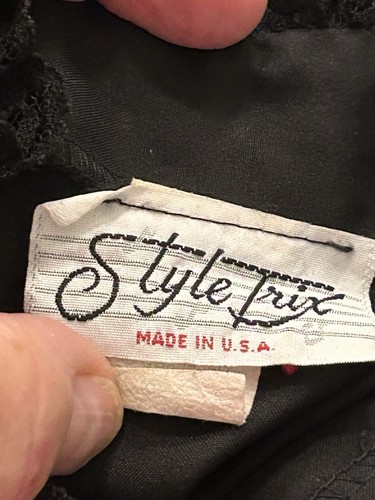 Style Trix
MADE IN U.S.A.